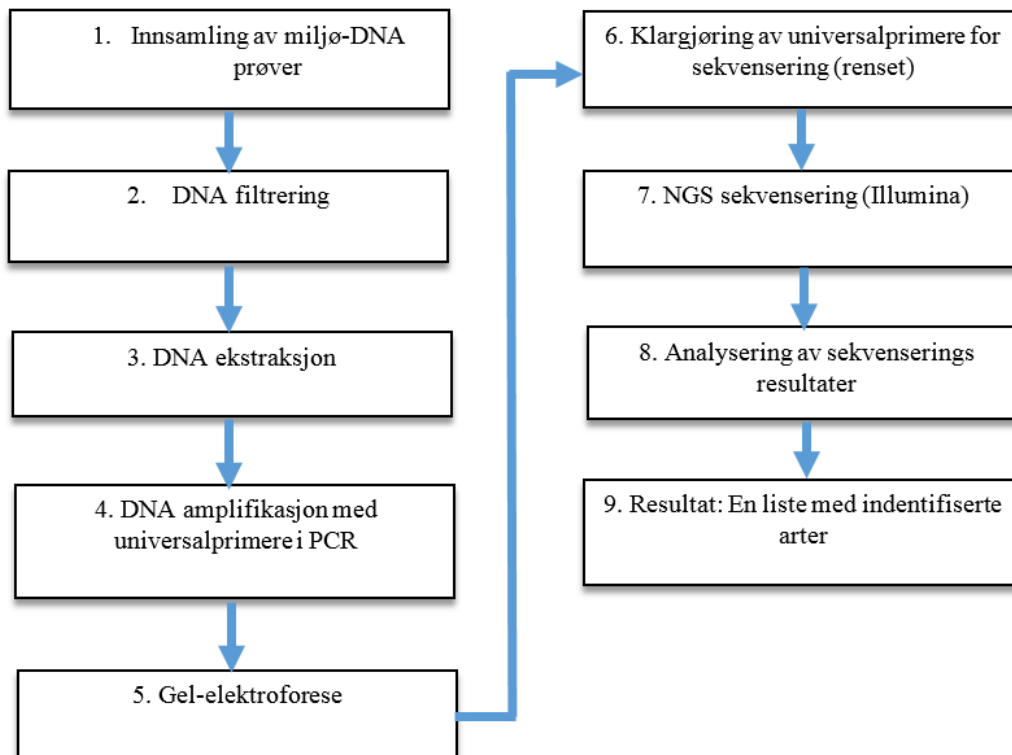 1. Innsamling av miljø-DNA
prøver
2. DNA filtrering
3. DNA ekstraksjon
4. DNA amplifikasjon med
universalprimere i PCR
5. Gel-elektroforese
6. Klargjøring av universalprimere for
sekvensering (renset)
7. NGS sekvensering (Illumina)
8. Analysering av sekvenserings
resultater
9. Resultat: En liste med indentifiserte
arter